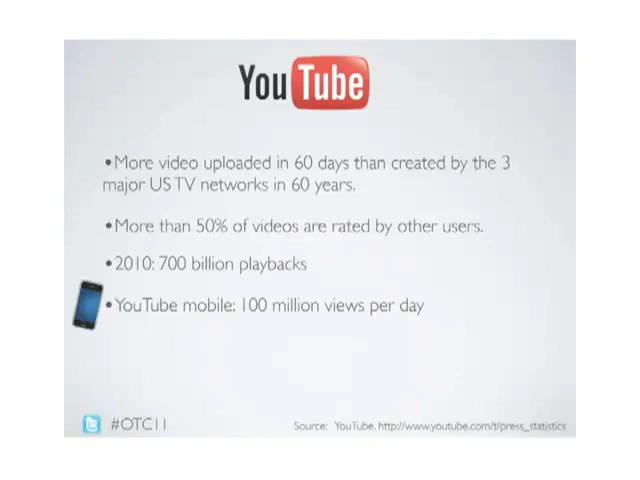 YouTube
•More video uploaded in 60 days than created by the 3
major US TV networks in 60 years.
•More than 50% of videos are rated by other users.
•2010: 700 billion playbacks
•YouTube mobile: 100 million views per day
#OTC11
Source: YouTube, http://www.youtube.com/t/press_statistics